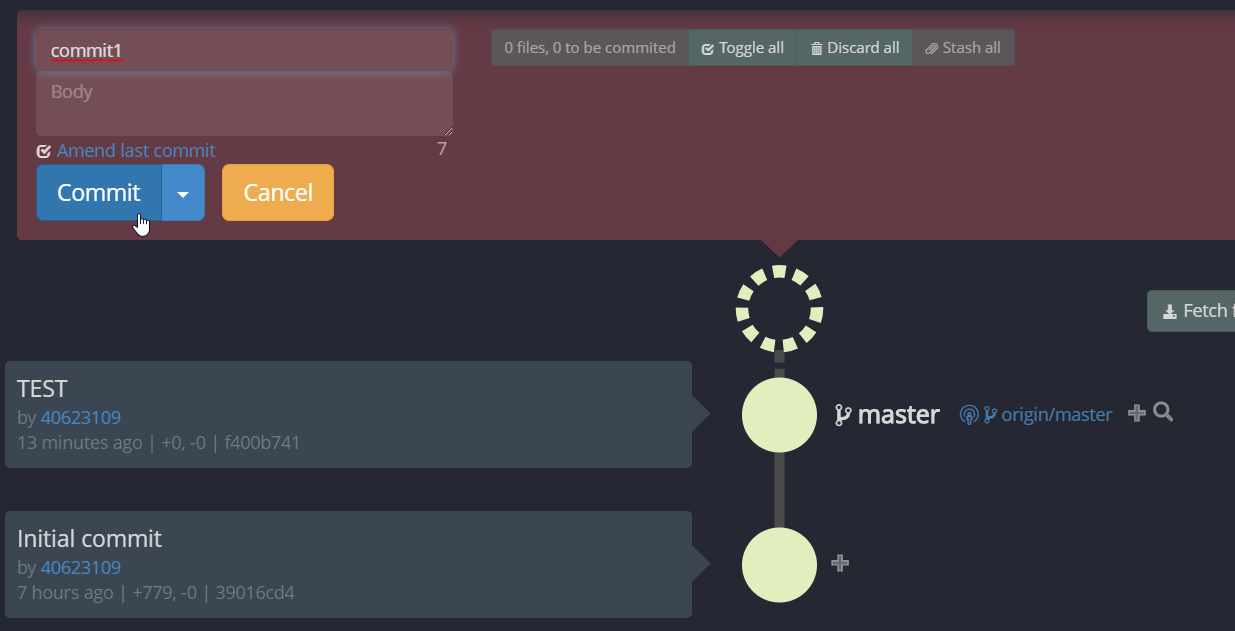 commit1
0 files, 0 to be commited Toggle all Discard all Stash all
Body
Amend last commit 7
Commit Cancel
Fetch f
TEST
by 40623109
13 minutes ago | +0, -0 | f400b741
master origin/master
Initial commit
by 40623109
7 hours ago | +779, -0 | 39016cd4